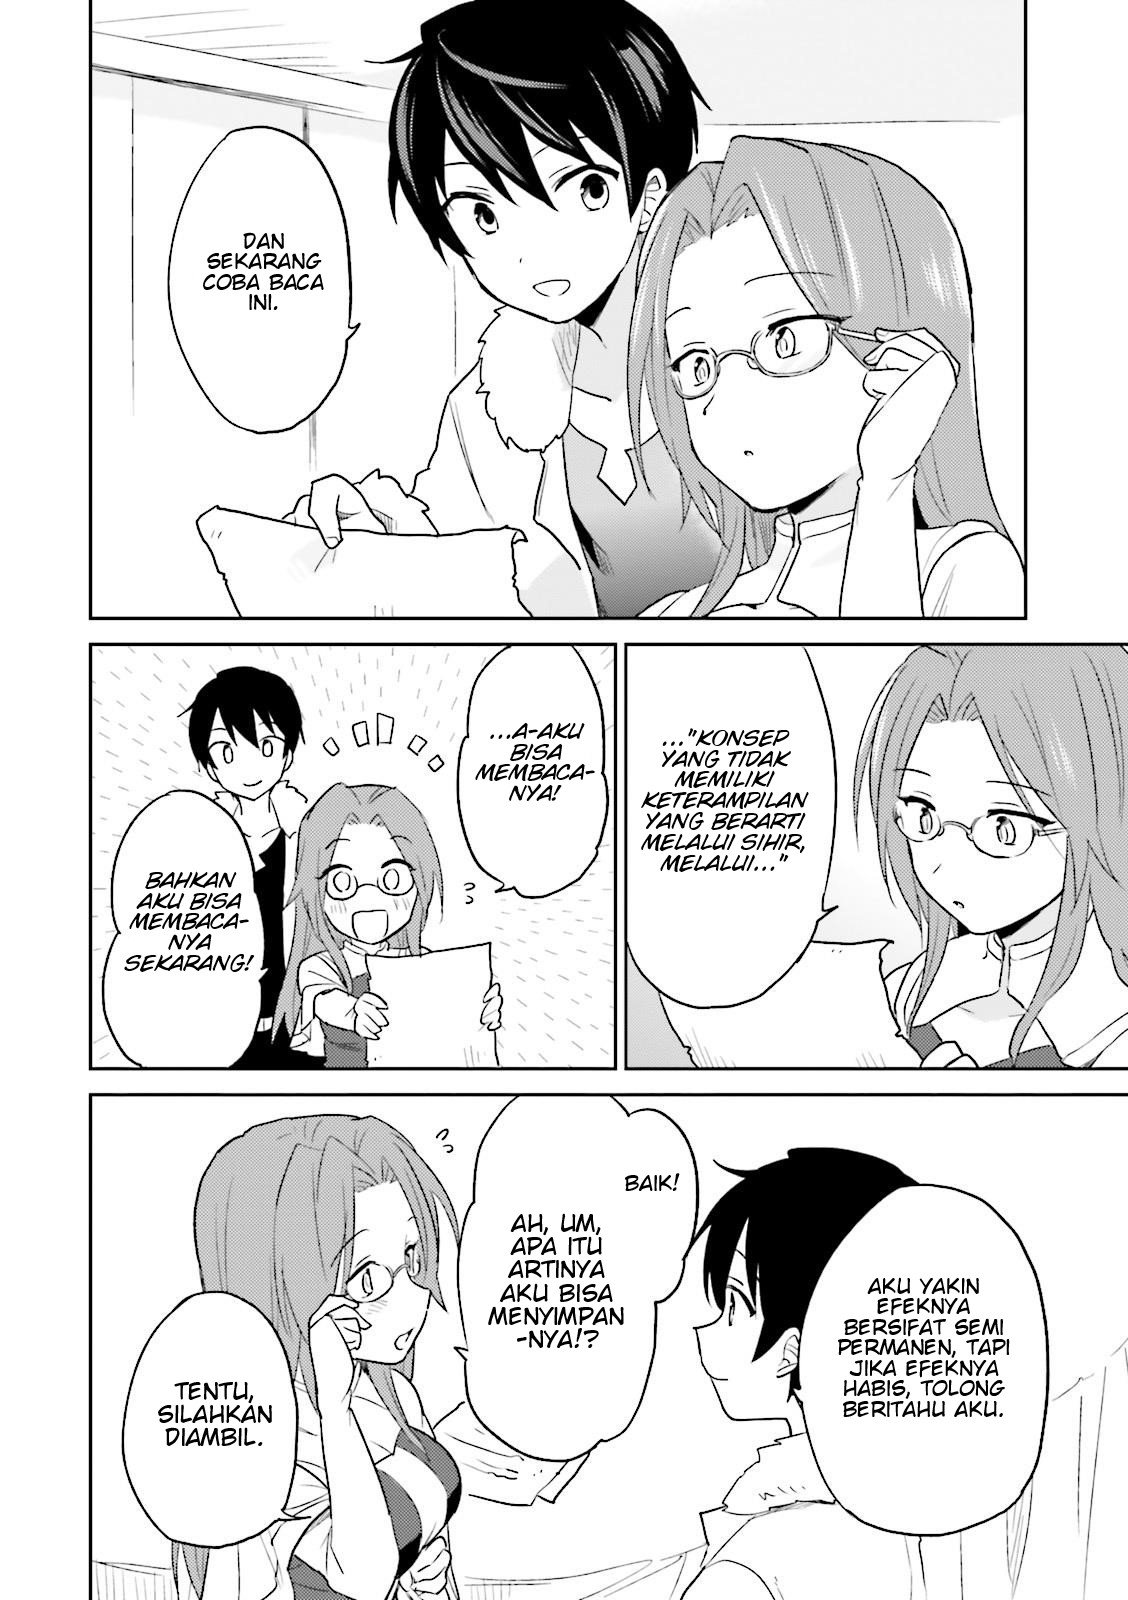 DAN
SEKARANG
COBA BACA
INI.
..."KONSEP
YANG TIDAK
MEMILIKI
KETERAMPILAN
YANG BERARTI
MELALUI SIHIR,
MELALUI..."
...A-AKU
BISA
MEMBACA-
NYA!
BAHKAN
AKU BISA
MEMBACA-
NYA
SEKARANG!
AKU YAKIN
EFEKNYA
BERSIFAT SEMI
PERMANEN, TAPI
JIKA EFEKNYA
HABIS, TOLONG
BERITAHU AKU.
BAIK!
AH, UM,
APA ITU
ARTINYA
AKU BISA
MENYIMPAN
-NYA!?
TENTU,
SILAHKAN
DIAMBIL.